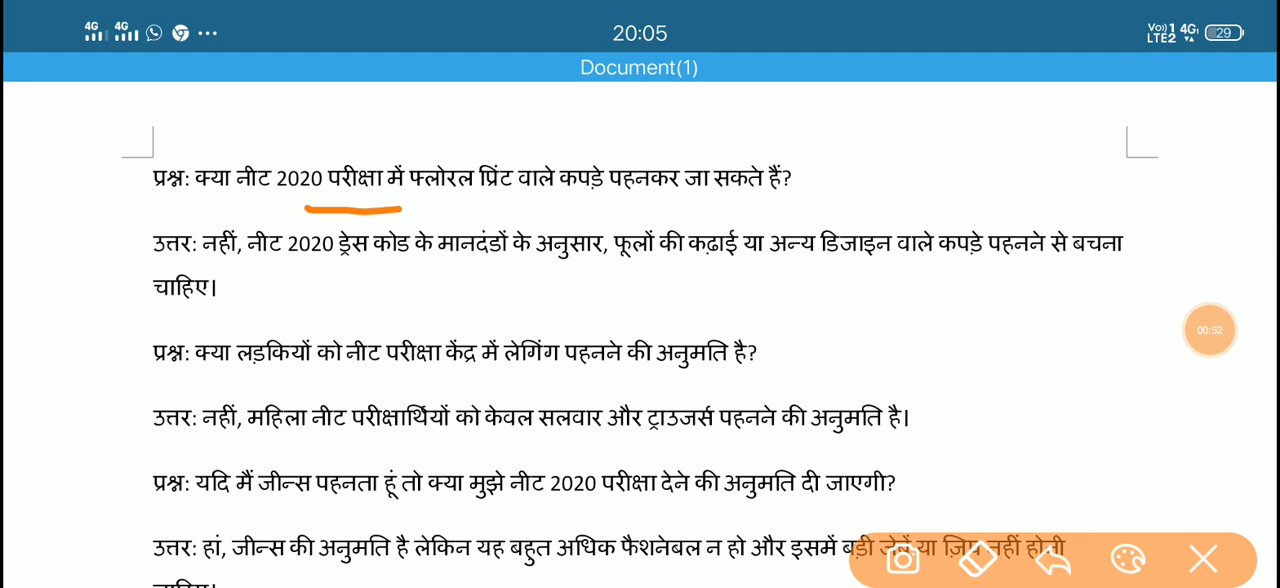 4G 4G 20:05 Vo)) 1 4G LTE2 29
Document(1)
प्रश्न: क्या नीट 2020 परीक्षा में फ्लोरल प्रिंट वाले कपड़े पहनकर जा सकते हैं?
उत्तर: नहीं, नीट 2020 ड्रेस कोड के मानदंडों के अनुसार, फूलों की कढ़ाई या अन्य डिजाइन वाले कपड़े पहनने से बचना
चाहिए।
00:52
प्रश्न: क्या लड़कियों को नीट परीक्षा केंद्र में लेगिंग पहनने की अनुमति है?
उत्तर: नहीं, महिला नीट परीक्षार्थियों को केवल सलवार और ट्राउजर्स पहनने की अनुमति है।
प्रश्न: यदि मैं जीन्स पहनता हूं तो क्या मुझे नीट 2020 परीक्षा देने की अनुमति दी जाएगी?
उत्तर: हां, जीन्स की अनुमति है लेकिन यह बहुत अधिक फैशनेबल न हो और इसमें बड़ी जेबें या ज़िप नहीं होनी
चाहिए।